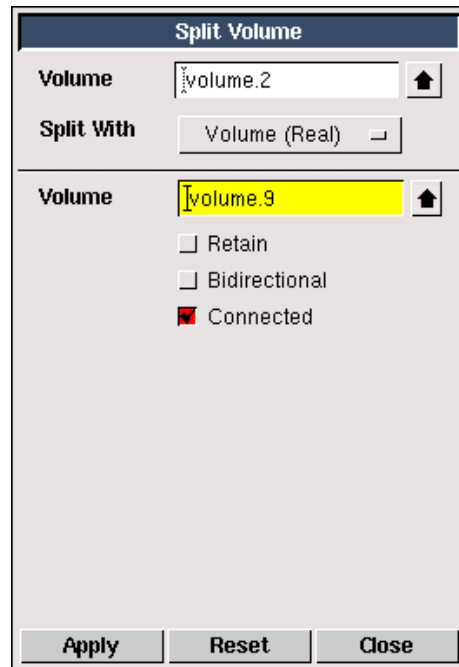 Split Volume
Volume volume.2
Split With Volume (Real)
Volume volume.9
Retain
Bidirectional
Connected
Apply Reset Close